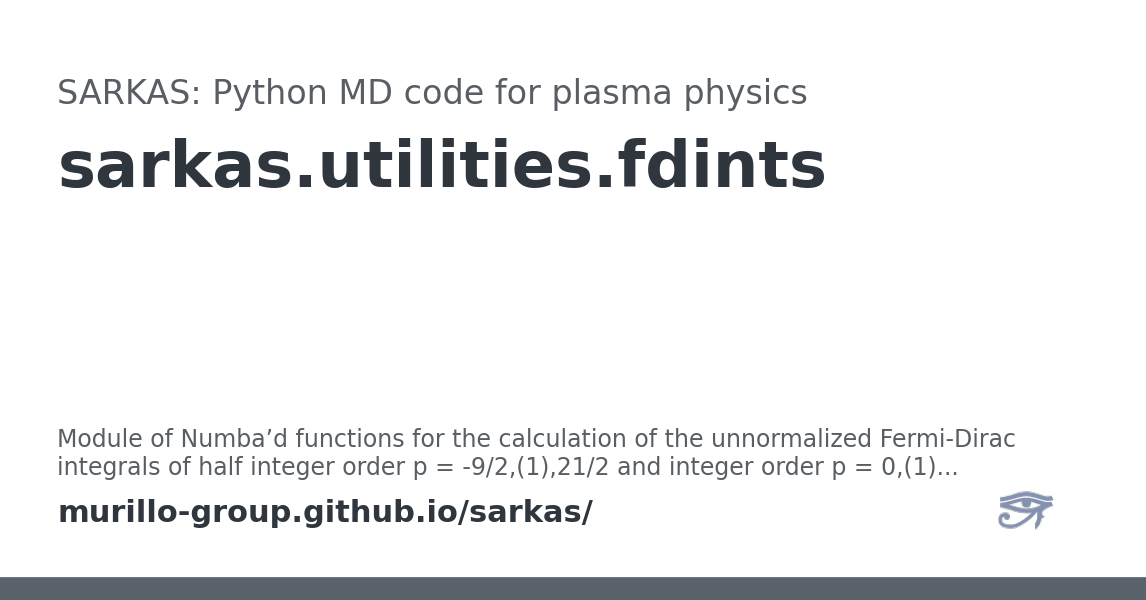 SARKAS: Python MD code for plasma physics
sarkas.utilities.fdints
Module of Numba’d functions for the calculation of the unnormalized Fermi-Dirac
integrals of half integer order p = -9/2,(1),21/2 and integer order p = 0,(1)...
murillo-group.github.io/sarkas/